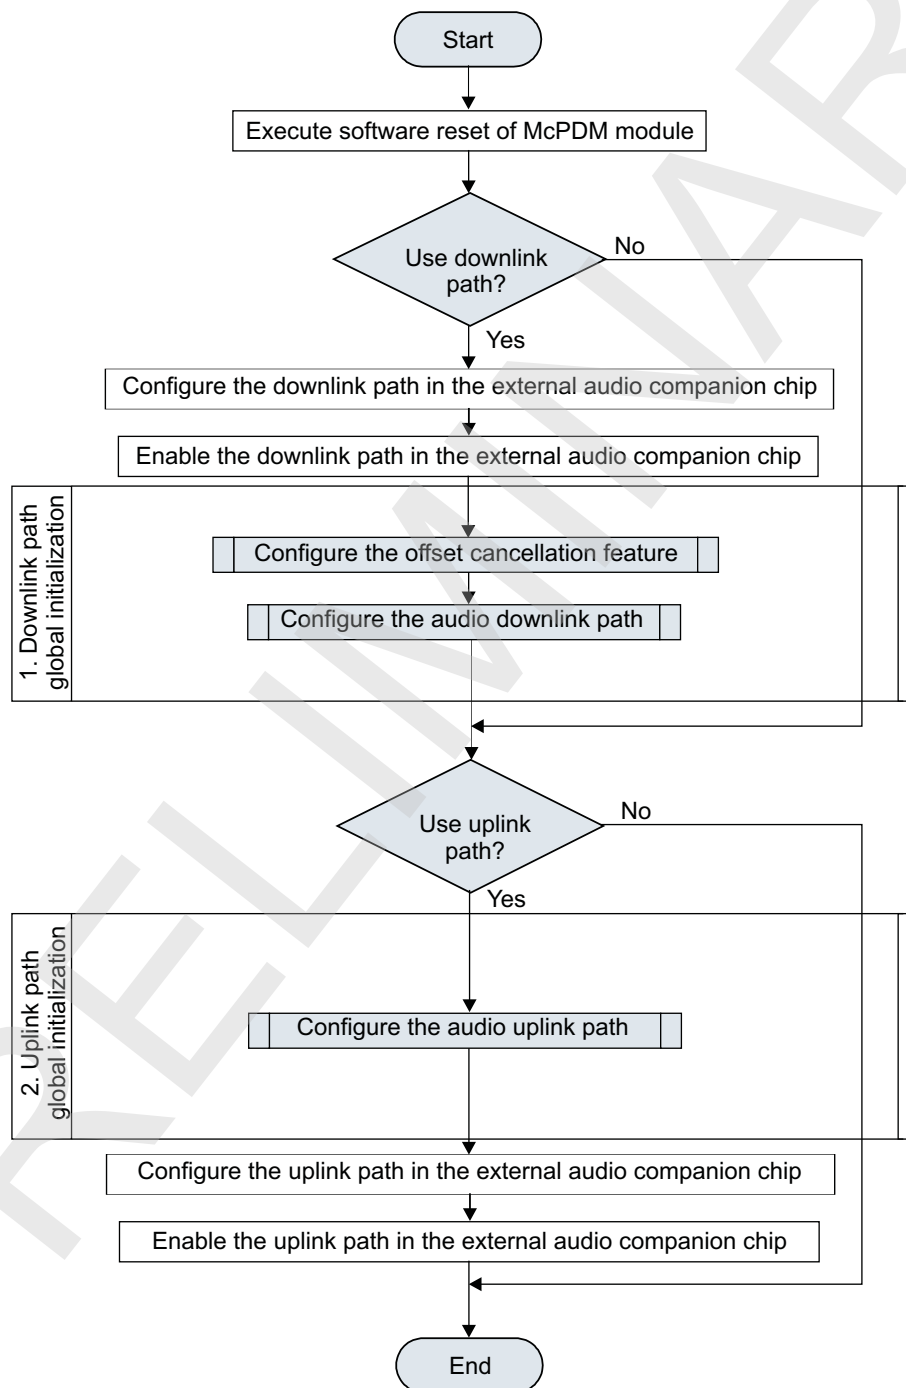 Start
Execute software reset of McPDM module
Use downlink
path?
No
Yes
Configure the downlink path in the external audio companion chip
Enable the downlink path in the external audio companion chip
1. Downlink path
global initialization
Configure the offset cancellation feature
Configure the audio downlink path
Use uplink
path?
No
Yes
2. Uplink path
global initialization
Configure the audio uplink path
Configure the uplink path in the external audio companion chip
Enable the uplink path in the external audio companion chip
End
RELIMINAR